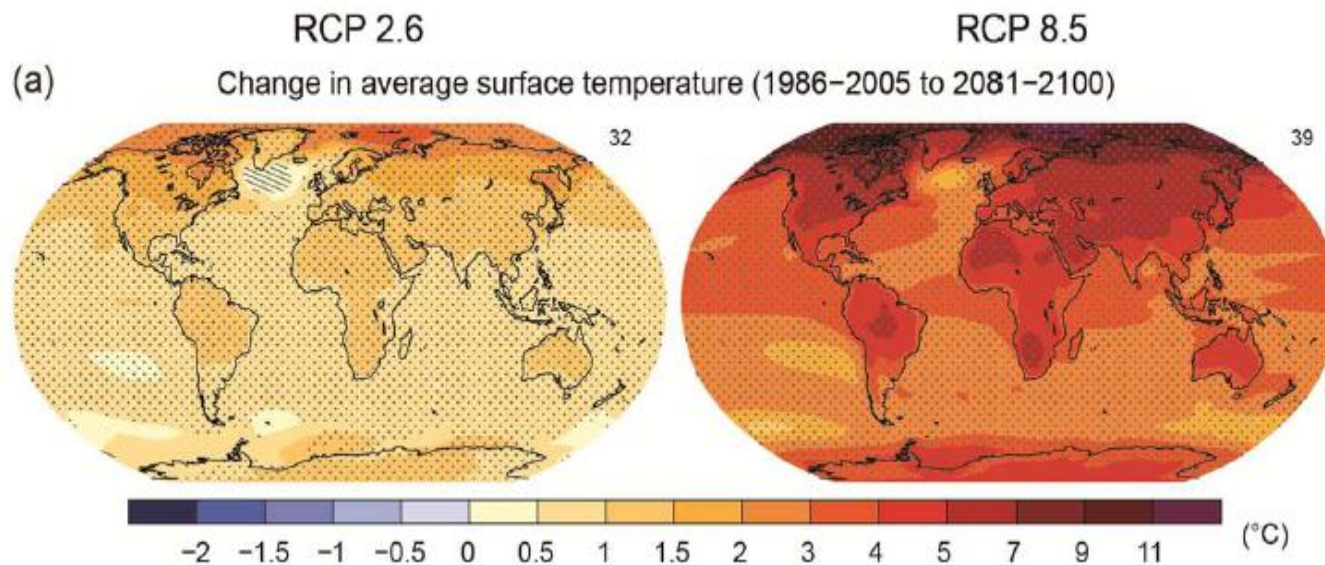 RCP 2.6 RCP 8.5
(a) Change in average surface temperature (1986−2005 to 2081−2100)
32 39
−2 −1.5 −1 −0.5 0 0.5 1 1.5 2 3 4 5 7 9 11 (°C)